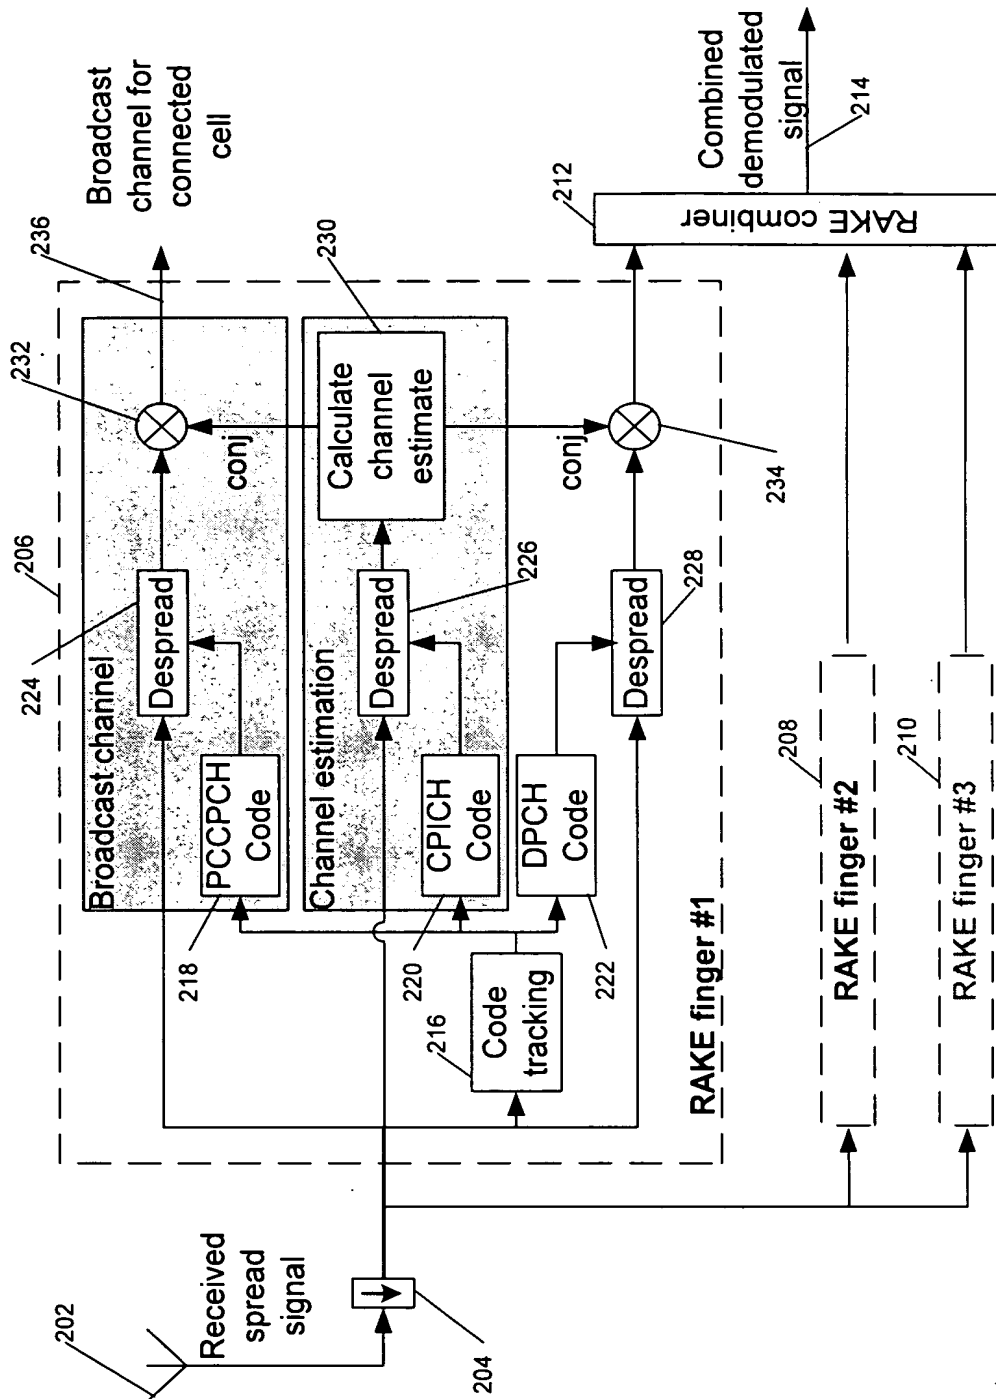 202
Received
spread
signal
204
206
Broadcast channel
224
Despread
PCCPCH
Code
218
232
236
Broadcast
channel for
connected
cell
conj
Channel estimation
Despread
226
CPICH
Code
220
Calculate
channel
estimate
230
conj
DPCH
Code
222
Despread
228
234
216
Code
tracking
RAKE finger #1
208
RAKE finger #2
210
RAKE finger #3
212
RAKE combiner
Combined
demodulated
signal
214